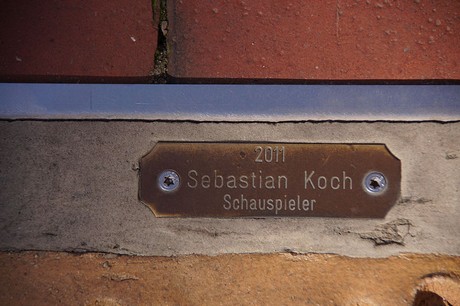 2011
Sebastian Koch
Schauspieler